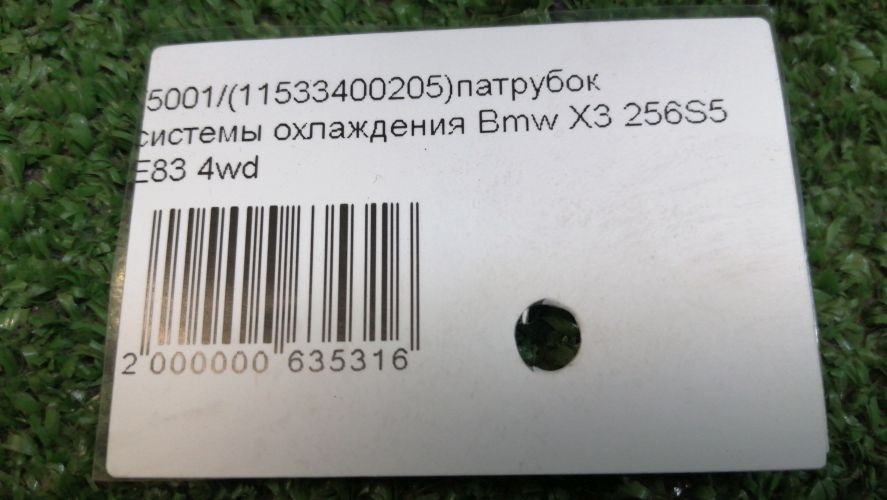 5001/(11533400205)патрубок
системы охлаждения Bmw X3 256S5
E83 4wd
2 000000 635316